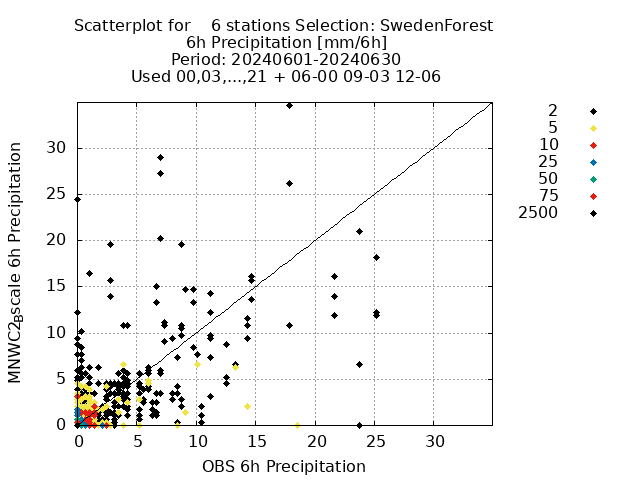 Scatterplot for    6 stations Selection: SwedenForest
6h Precipitation [mm/6h]
Period: 20240601-20240630
Used 00,03,...,21 + 06-00 09-03 12-06
2
5
10
25
50
75
2500
30
25
20
15
10
5
0
0 5 10 15 20 25 30
OBS 6h Precipitation
MNWC2Bscale 6h Precipitation